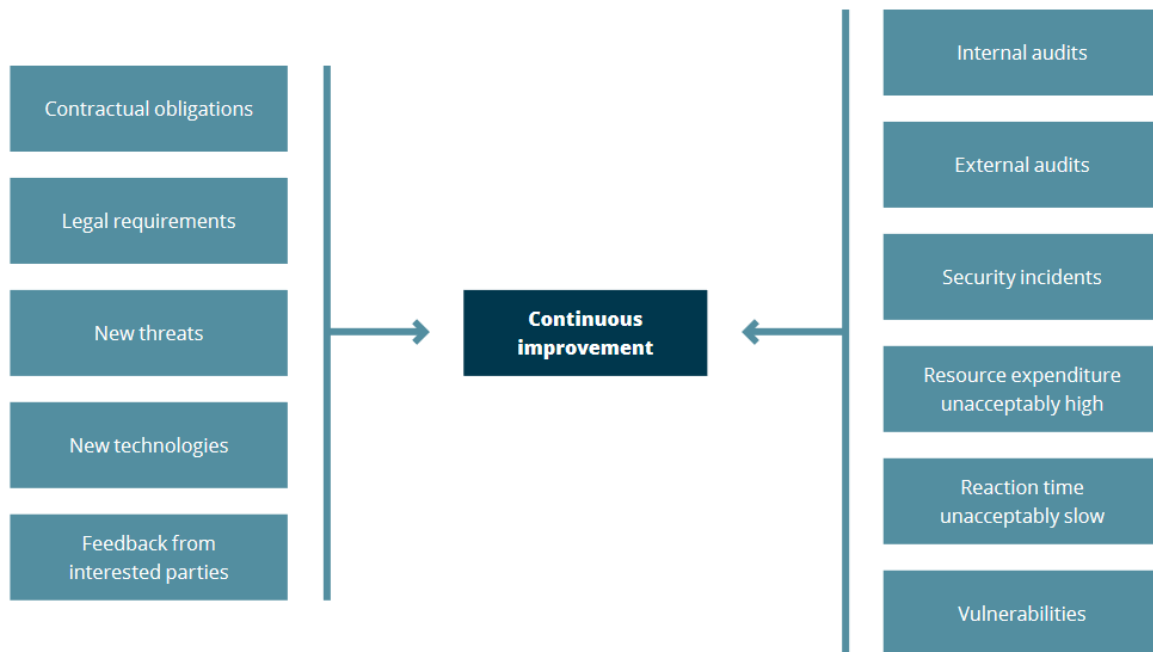 Contractual obligations
Legal requirements
New threats
New technologies
Feedback from
interested parties
Continuous
improvement
Internal audits
External audits
Security incidents
Resource expenditure
unacceptably high
Reaction time
unacceptably slow
Vulnerabilities